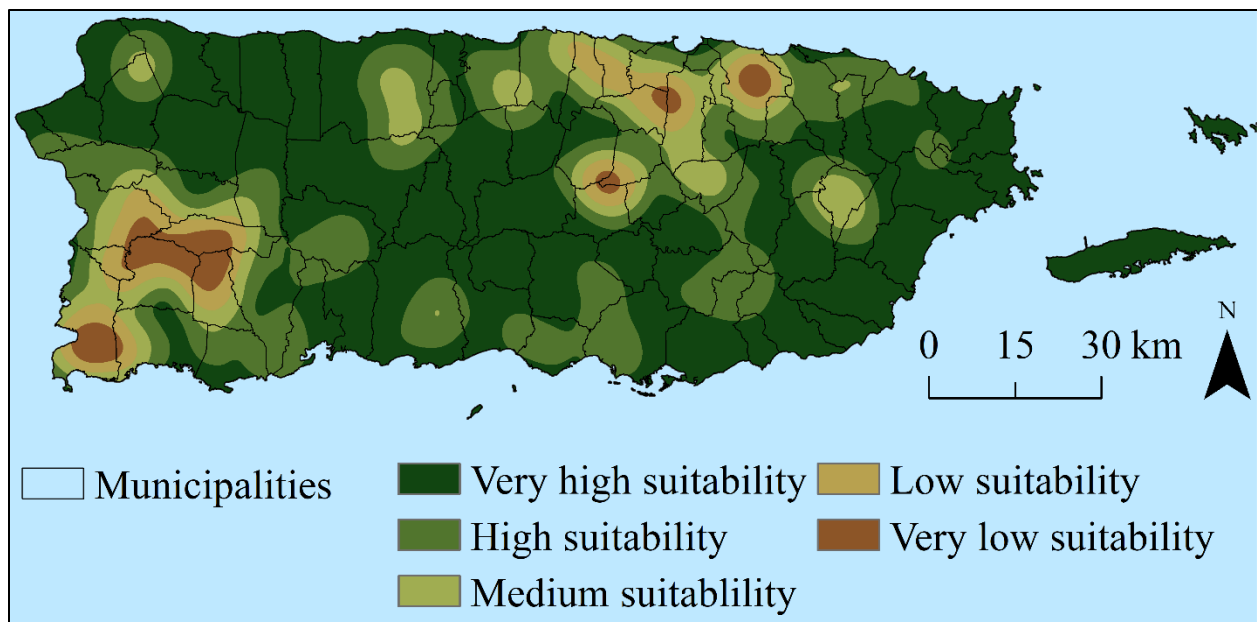 N
0 15 30 km
Municipalities
Very high suitability
High suitability
Medium suitablility
Low suitability
Very low suitability